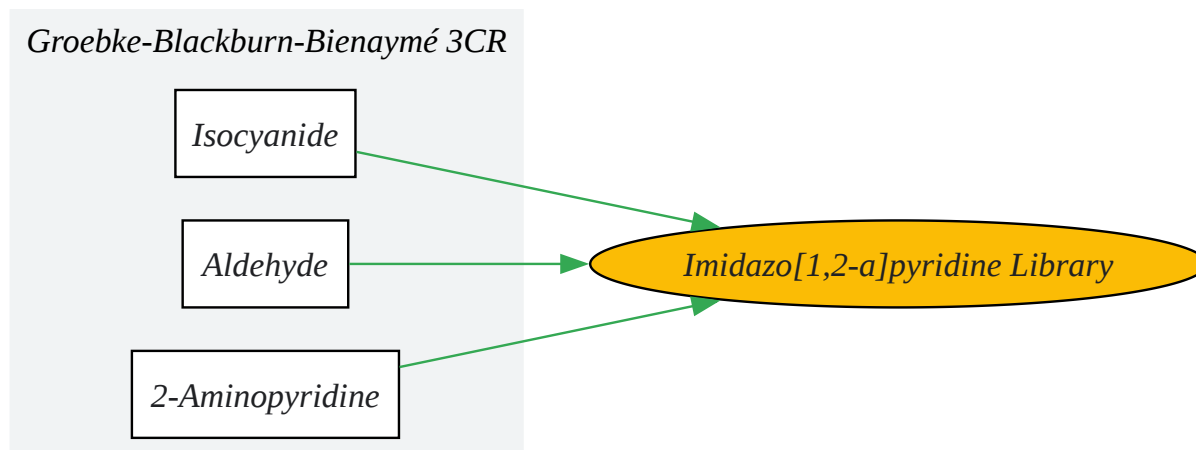 Groebke-Blackburn-Bienaymé 3CR
Isocyanide
Aldehyde
2-Aminopyridine
Imidazo[1,2-a]pyridine Library